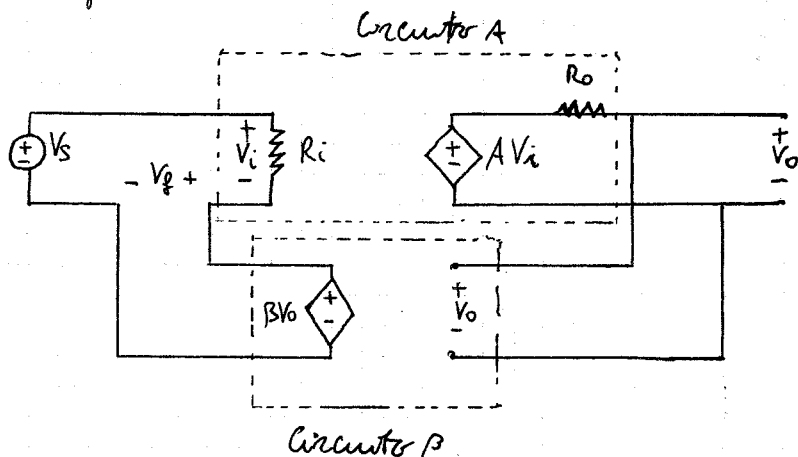 Circuito A
Ro
+
Vs
+
-
+
Vi
-
Ri
- Vf +
+
-
AVi
+
Vo
-
βVo
+
-
+
Vo
-
Circuito β